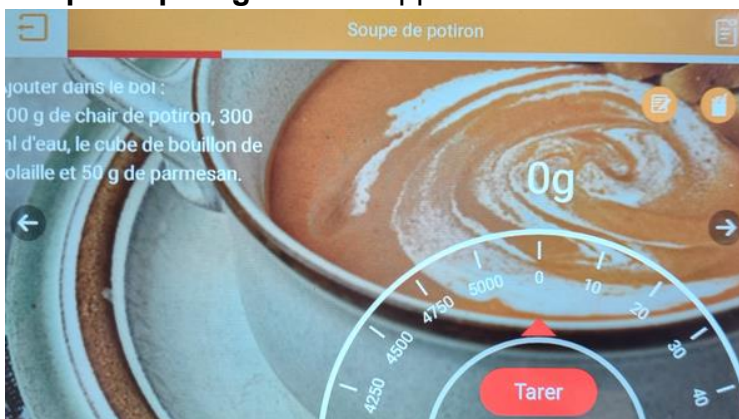 Soupe de potiron
jouter dans le bol :
00 g de chair de potiron, 300
nl d'eau, le cube de bouillon de
olaille et 50 g de parmesan.
0g
4250
4500
4750
5000
0
10
20
30
40
Tarer